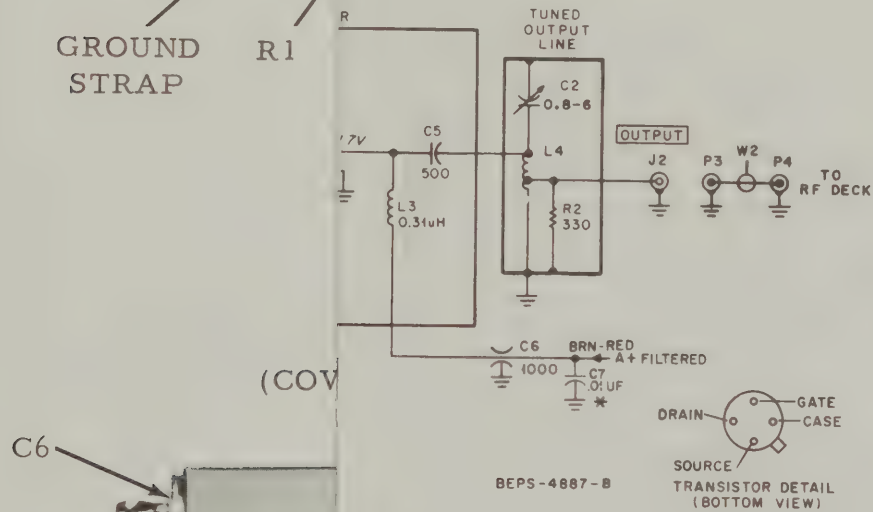 GROUND
STRAP
R1
R
TUNED
OUTPUT
LINE
C2
0.8-6
OUTPUT
C5
500
L4
J2
P3
W2
P4
TO
RF DECK
L3
0.31uH
R2
330
C6
1000
BRN-RED
A+ FILTERED
C7
.01UF
*
(COV
C6
DRAIN
GATE
CASE
SOURCE
TRANSISTOR DETAIL
(BOTTOM VIEW)
BEPS-4887-B